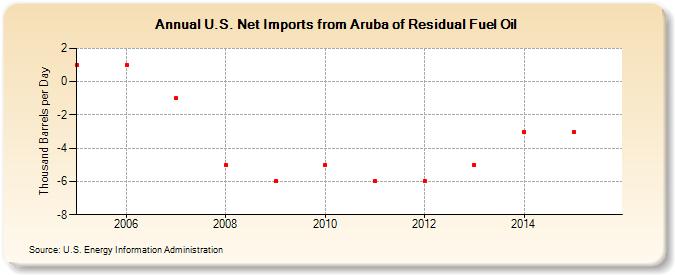 Annual U.S. Net Imports from Aruba of Residual Fuel Oil
Thousand Barrels per Day
2
0
-2
-4
-6
-8
2006 2008 2010 2012 2014
Source: U.S. Energy Information Administration